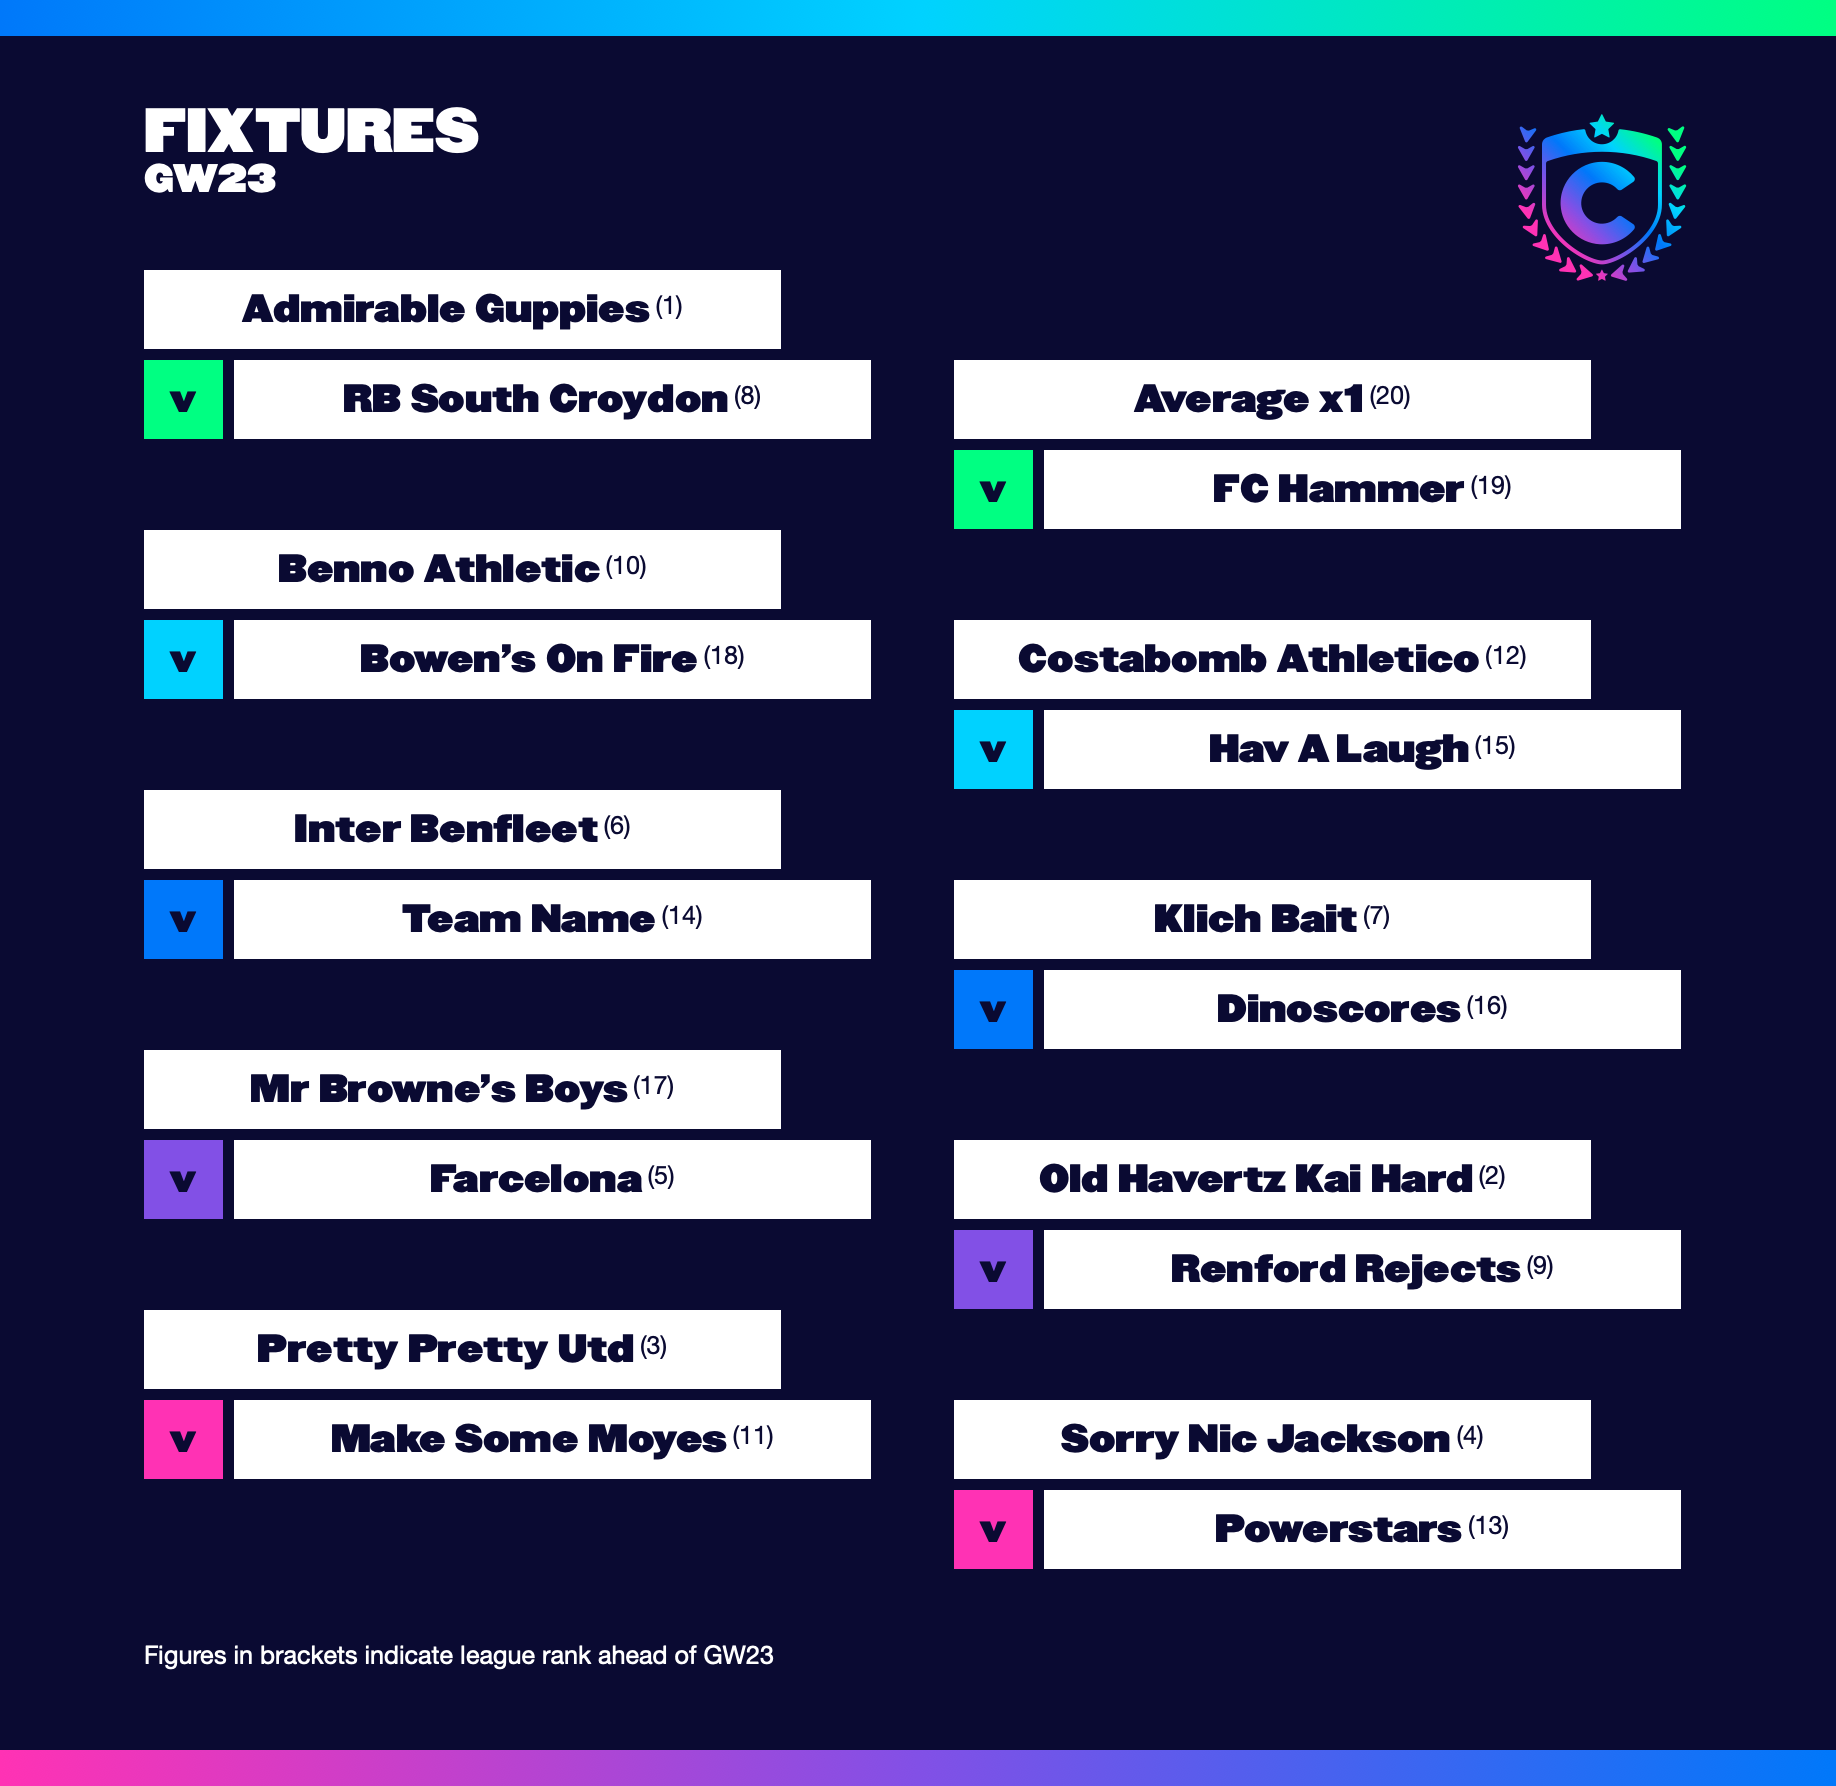 FIXTURES
GW23
Admirable Guppies (1)
v RB South Croydon (8)
Benno Athletic (10)
v Bowen’s On Fire (18)
Inter Benfleet (6)
v Team Name (14)
Mr Browne’s Boys (17)
v Farcelona (5)
Pretty Pretty Utd (3)
v Make Some Moyes (11)
C
Average x1 (20)
v FC Hammer (19)
Costabomb Athletico (12)
v Hav A Laugh (15)
Klich Bait (7)
v Dinoscores (16)
Old Havertz Kai Hard (2)
v Renford Rejects (9)
Sorry Nic Jackson (4)
v Powerstars (13)
Figures in brackets indicate league rank ahead of GW23